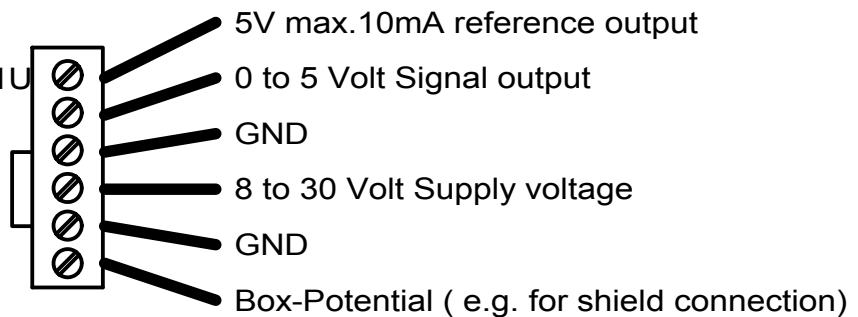 5V max.10mA reference output
0 to 5 Volt Signal output
GND
8 to 30 Volt Supply voltage
GND
Box-Potential ( e.g. for shield connection)